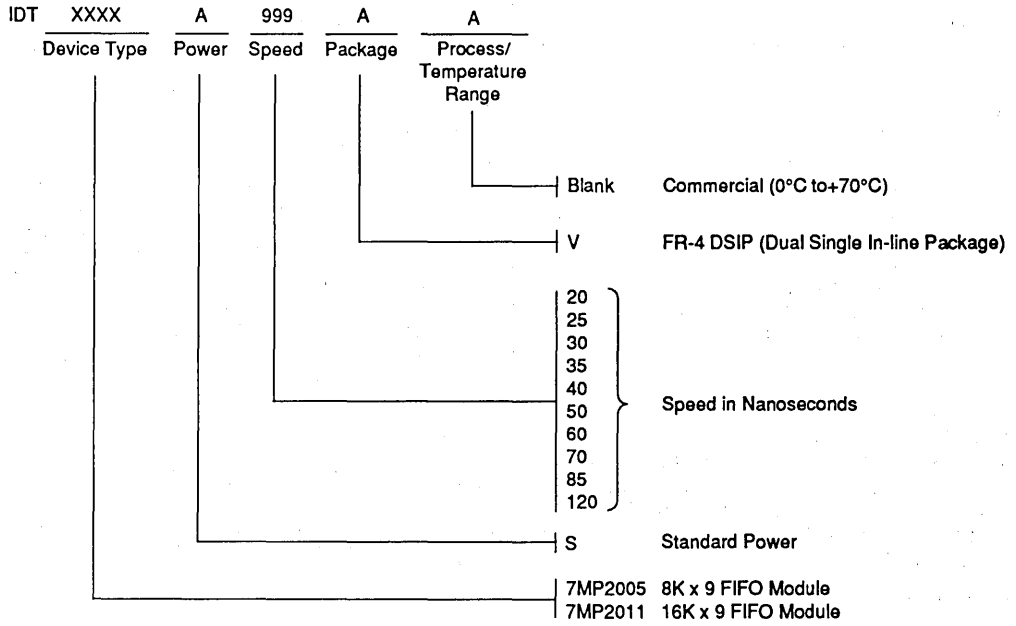 IDT XXXX A 999 A A
Device Type Power Speed Package Process/
Temperature
Range
Blank Commercial (0°C to+70°C)
V FR-4 DSIP (Dual Single In-line Package)
20
25
30
35
40
50
60
70
85
120
Speed in Nanoseconds
S Standard Power
7MP2005 8K x 9 FIFO Module
7MP2011 16K x 9 FIFO Module